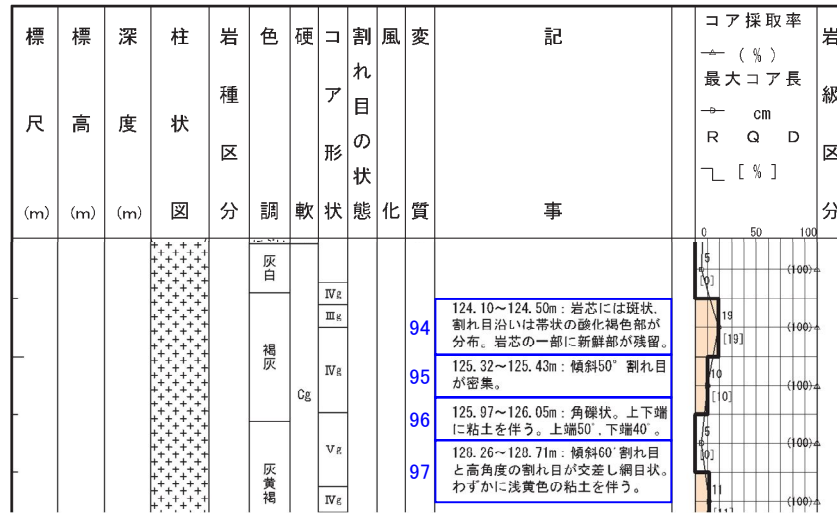 標尺(m)
標高(m)
深度(m)
柱状図
岩種区分
色調
硬軟
コア形状
割れ目の状態
風化
変質
記事
コア採取率
(%)
最大コア長
cm
RQD
[%]
岩級区分
0 50 100
灰白
褐灰
灰黄褐
Cg
Ⅳg
Ⅲg
Ⅳg
Ⅴg
Ⅳg
94
124.10~124.50m:岩芯には斑状、
割れ目沿いは帯状の酸化褐色部が
分布。岩芯の一部に新鮮部が残留。
95
125.32~125.43m:傾斜50°割れ目
が密集。
96
125.97~126.05m:角礫状。上下端
に粘土を伴う。上端50°、下端40°。
97
128.26~128.71m:傾斜60°割れ目
と高角度の割れ目が交差し網目状。
わずかに浅黄色の粘土を伴う。
5
[0]
(100)
19
[19]
(100)
10
[10]
(100)
5
[0]
(100)
11
[11]
(100)